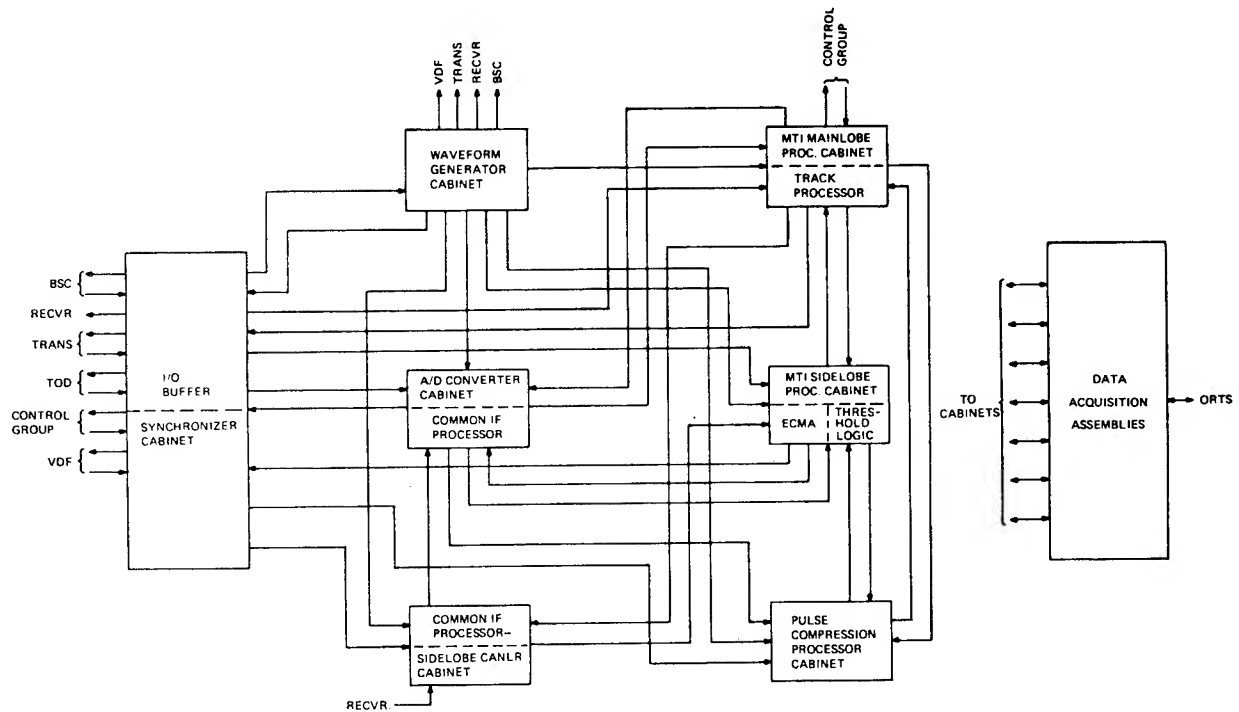 VDF
TRANS
RECVR
BSC
CONTROL
GROUP
WAVEFORM
GENERATOR
CABINET
MTI MAINLOBE
PROC. CABINET
TRACK
PROCESSOR
BSC
RECVR
TRANS
TOD
CONTROL
GROUP
VDF
I/O
BUFFER
SYNCHRONIZER
CABINET
A/D CONVERTER
CABINET
COMMON IF
PROCESSOR
MTI SIDELOBE
PROC. CABINET
ECMA
THRES-
HOLD
LOGIC
TO
CABINETS
DATA
ACQUISITION
ASSEMBLIES
ORTS
COMMON IF
PROCESSOR–
SIDELOBE CANLR
CABINET
RECVR.
PULSE
COMPRESSION
PROCESSOR
CABINET